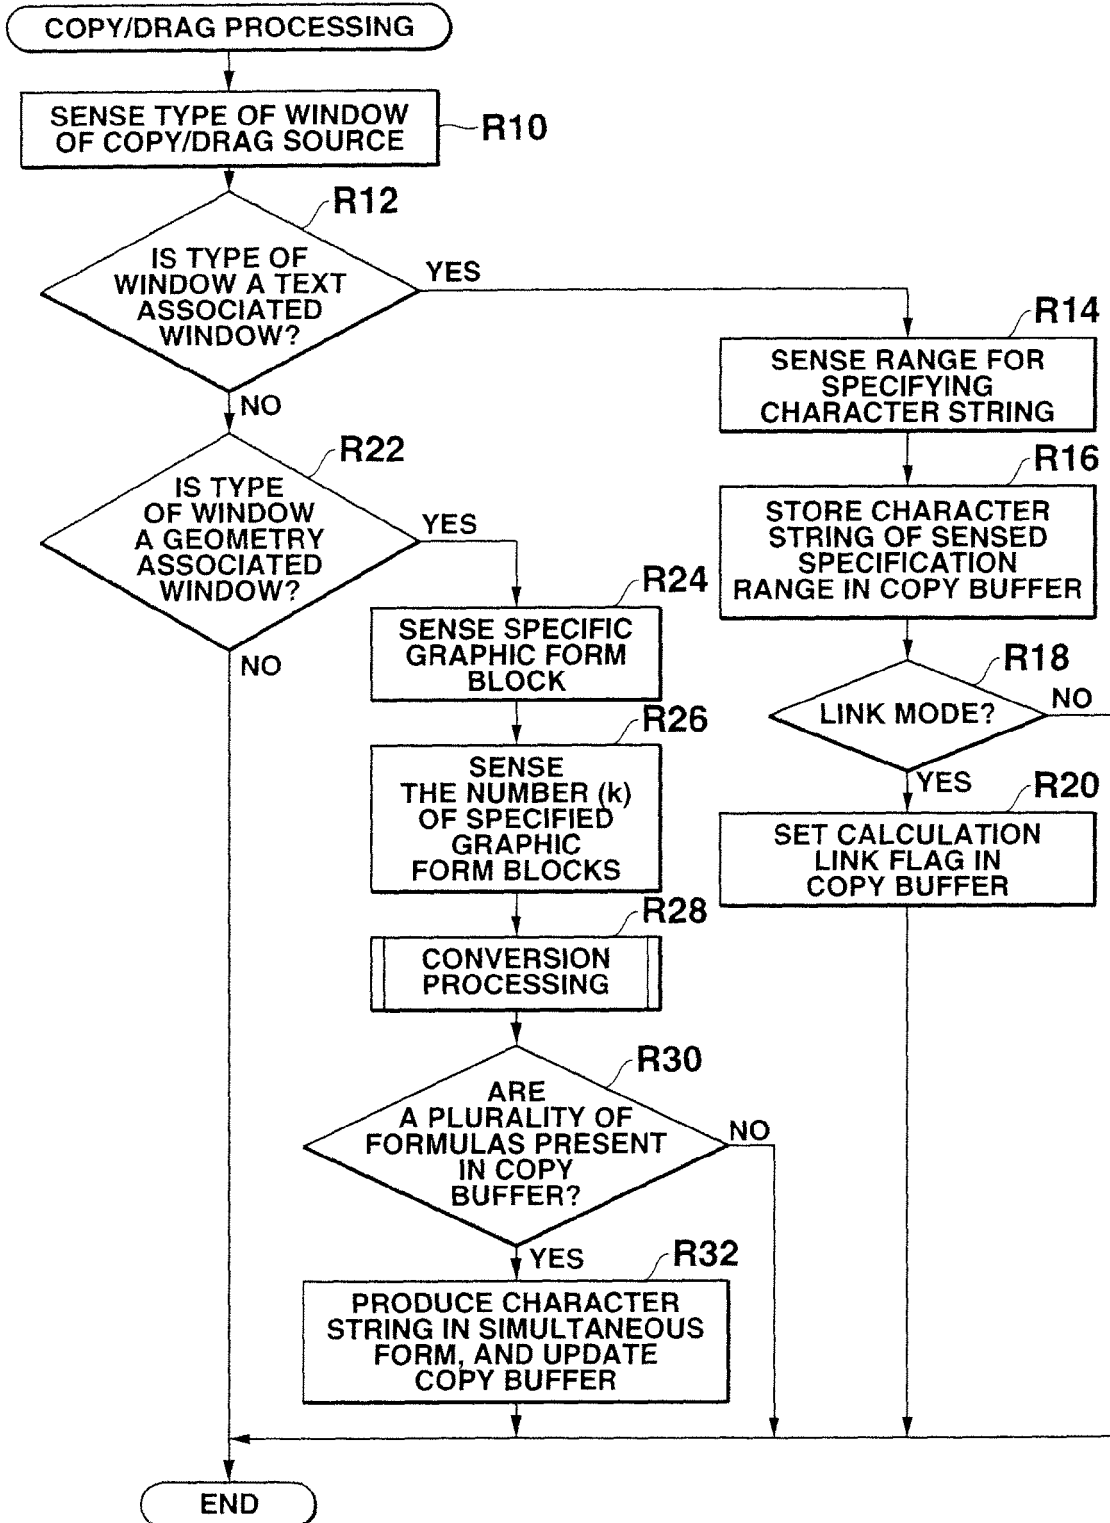 COPY/DRAG PROCESSING
SENSE TYPE OF WINDOW
OF COPY/DRAG SOURCE
R10
R12
IS TYPE OF
WINDOW A TEXT
ASSOCIATED
WINDOW?
YES
NO
R14
SENSE RANGE FOR
SPECIFYING
CHARACTER STRING
R16
STORE CHARACTER
STRING OF SENSED
SPECIFICATION
RANGE IN COPY BUFFER
R18
LINK MODE?
NO
YES
R20
SET CALCULATION
LINK FLAG IN
COPY BUFFER
R22
IS TYPE
OF WINDOW
A GEOMETRY
ASSOCIATED
WINDOW?
YES
NO
R24
SENSE SPECIFIC
GRAPHIC FORM
BLOCK
R26
SENSE
THE NUMBER (k)
OF SPECIFIED
GRAPHIC
FORM BLOCKS
R28
CONVERSION
PROCESSING
R30
ARE
A PLURALITY OF
FORMULAS PRESENT
IN COPY
BUFFER?
NO
YES
R32
PRODUCE CHARACTER
STRING IN SIMULTANEOUS
FORM, AND UPDATE
COPY BUFFER
END